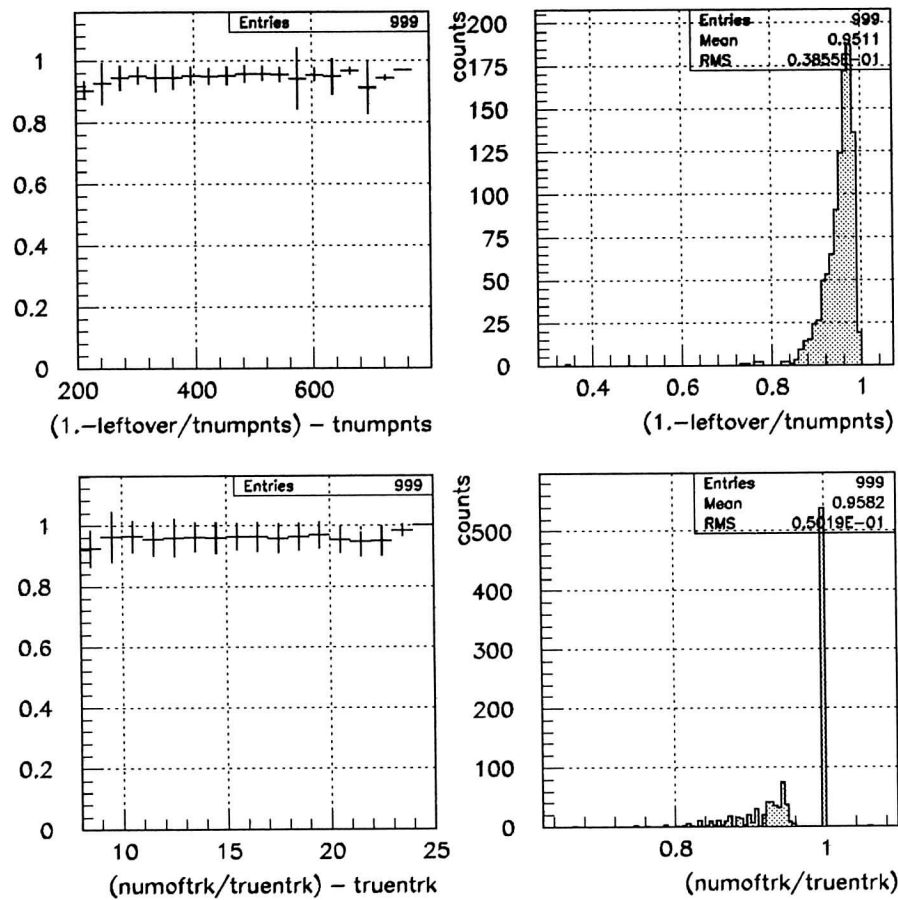 Entries 999
1
0.8
0.6
0.4
0.2
0
200 400 600
(1.-leftover/tnumpnts) - tnumpnts
counts
200
175
150
125
100
75
50
25
0
Entries 999
Mean 0.9511
RMS 0.3855E-01
0.4 0.6 0.8 1
(1.-leftover/tnumpnts)
Entries 999
1
0.8
0.6
0.4
0.2
0
10 15 20 25
(numoftrk/truentrk) - truentrk
counts
500
400
300
200
100
0
Entries 999
Mean 0.9582
RMS 0.5019E-01
0.8 1
(numoftrk/truentrk)